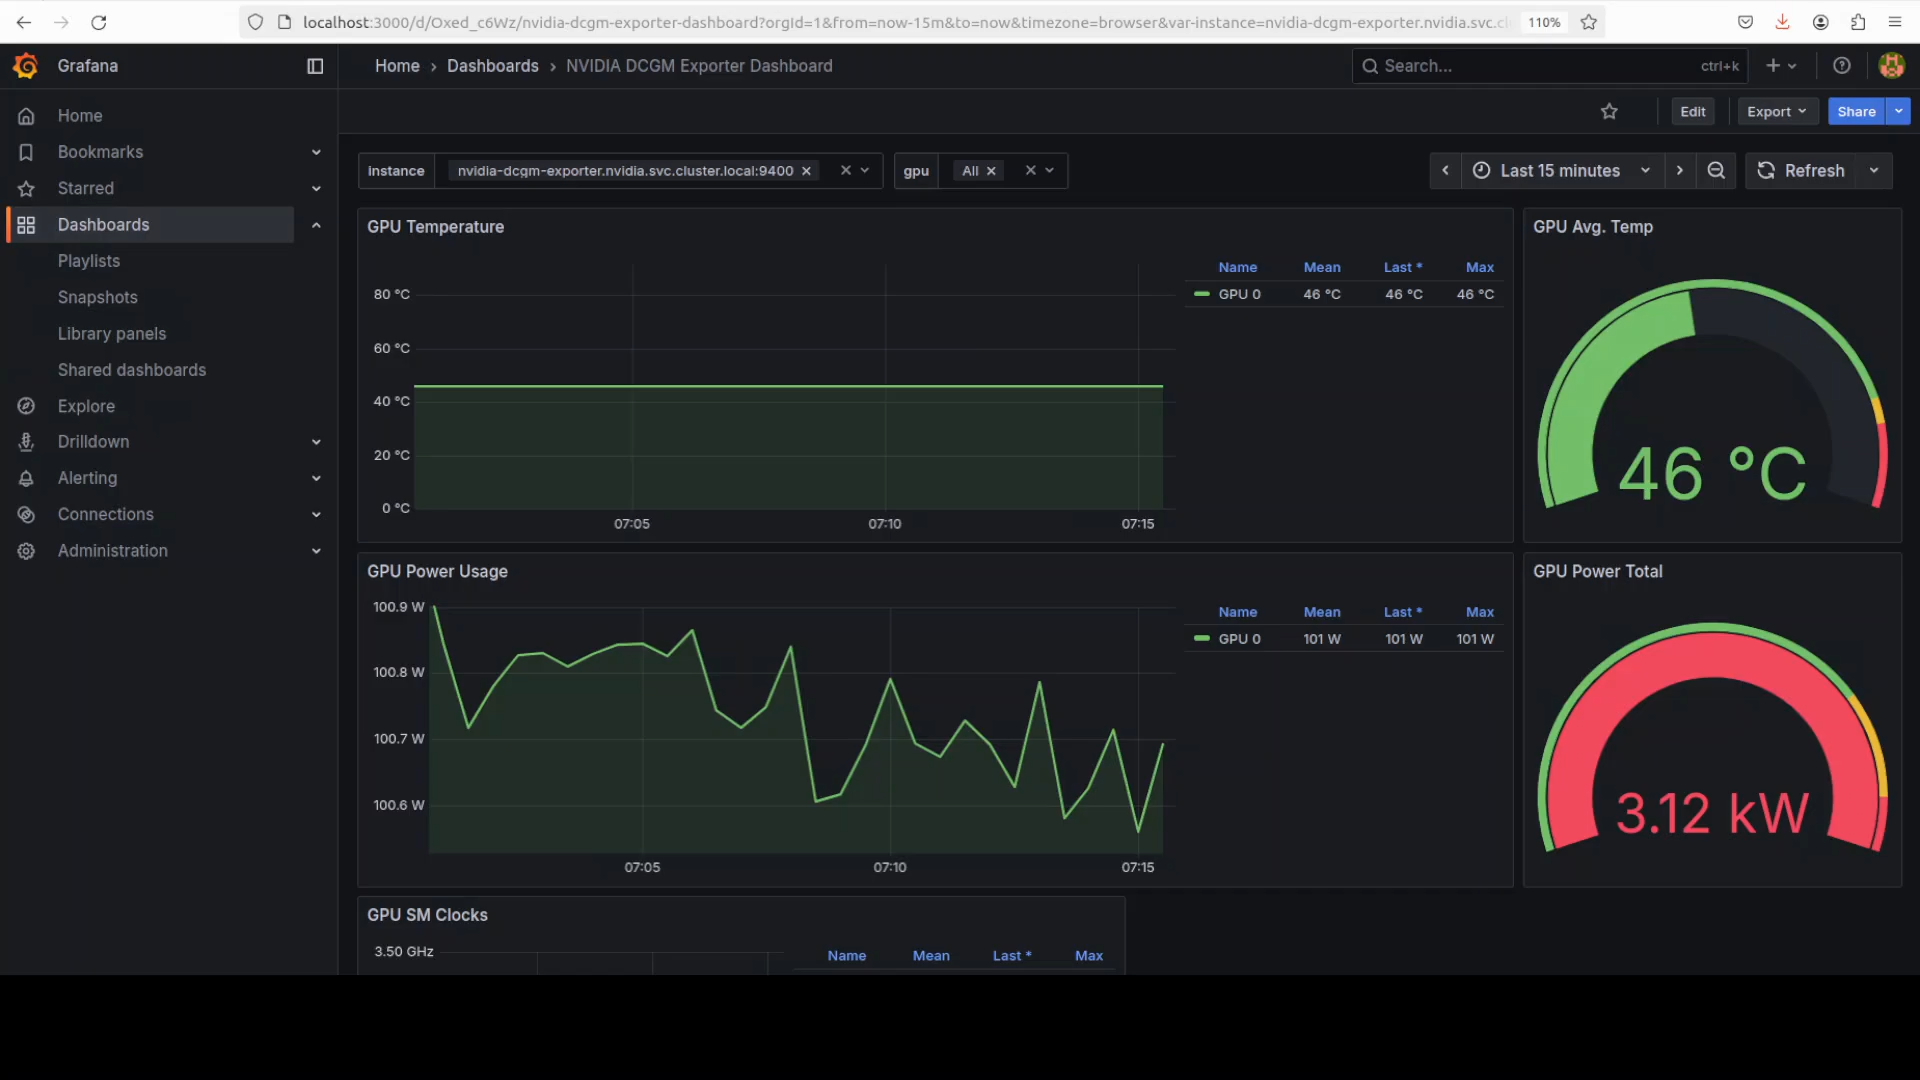 localhost:3000/d/Oxed_c6Wz/nvidia-dcgm-exporter-dashboard?orgId=1&from=now-15m&to=now&timezone=browser&var-instance=nvidia-dcgm-exporter.nvidia.svc.cl
110%
Grafana
Home › Dashboards › NVIDIA DCGM Exporter Dashboard
Search...
ctrl+k
Edit
Export
Share
Home
Bookmarks
Starred
Dashboards
Playlists
Snapshots
Library panels
Shared dashboards
Explore
Drilldown
Alerting
Connections
Administration
instance
nvidia-dcgm-exporter.nvidia.svc.cluster.local:9400
gpu
All
Last 15 minutes
Refresh
GPU Temperature
80 °C
60 °C
40 °C
20 °C
0 °C
07:05
07:10
07:15
Name Mean Last * Max
GPU 0 46 °C 46 °C 46 °C
GPU Avg. Temp
46 °C
GPU Power Usage
100.9 W
100.8 W
100.7 W
100.6 W
07:05
07:10
07:15
Name Mean Last * Max
GPU 0 101 W 101 W 101 W
GPU Power Total
3.12 kW
GPU SM Clocks
3.50 GHz
Name Mean Last * Max